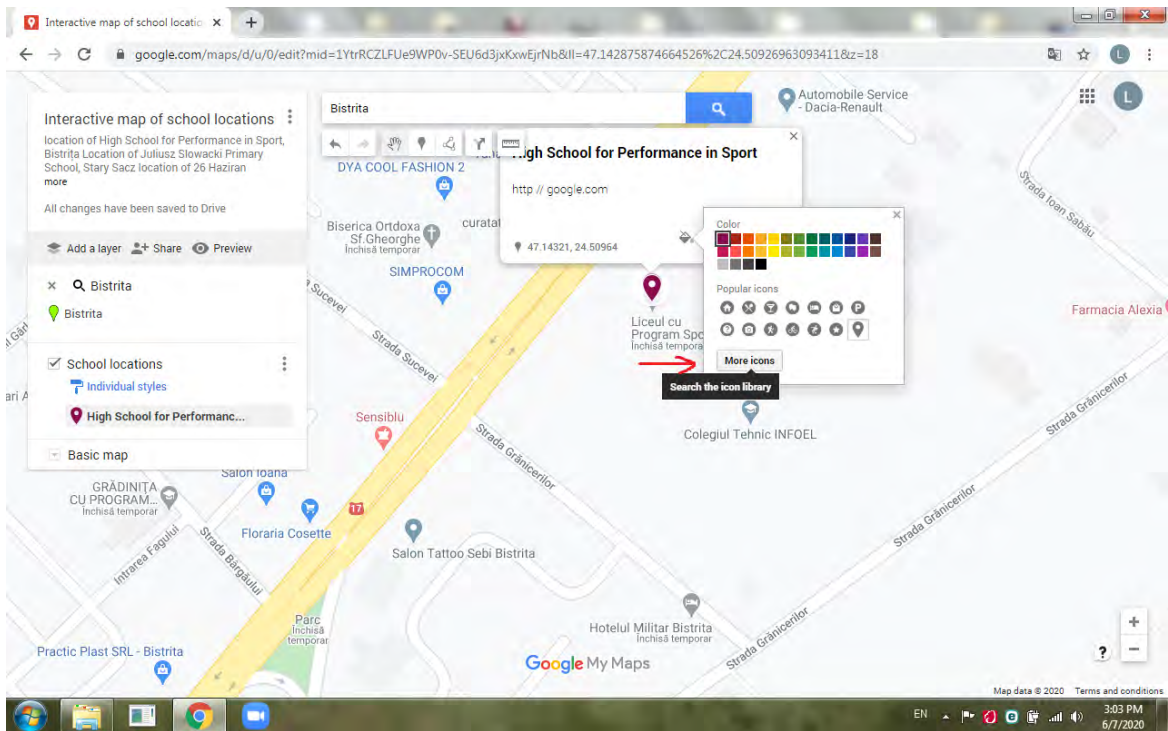 Interactive map of school locatio
google.com/maps/d/u/0/edit?mid=1YtrRCZLFUe9WP0v-SEU6d3jxKxwEjrNb&ll=47.142875874664526%2C24.50926963093411&z=18
L
Interactive map of school locations
location of High School for Performance in Sport,
Bistrița Location of Juliusz Slowacki Primary
School, Stary Sacz location of 26 Haziran
more
All changes have been saved to Drive
Add a layer
Share
Preview
Bistrita
Bistrita
School locations
Individual styles
High School for Performanc...
Basic map
Bistrita
L
High School for Performance in Sport
http // google.com
47.14321, 24.50964
Color
Popular icons
More icons
Search the icon library
Automobile Service
- Dacia-Renault
DYA COOL FASHION 2
Biserica Ortdoxa
Sf.Gheorghe
Închisă temporar
curatat
SIMPROCOM
Sucevei
Strada Sucevei
Strada Ioan Sabău
Farmacia Alexia
Liceul cu
Program Spo
Închisă tempora
Colegiul Tehnic INFOEL
Sensiblu
Strada Grănicerilor
Strada Grănicerilor
Salon Ioana
GRĂDINIȚA
CU PROGRAM...
Închisă temporar
17
Floraria Cosette
Salon Tattoo Sebi Bistrita
Strada Grănicerilor
Intrarea Fagului
Strada Bârgăului
Parc
Închisă
temporar
Hotelul Militar Bistrita
Închisă temporar
Strada Grănicerilor
Practic Plast SRL - Bistrita
Google My Maps
Map data © 2020
Terms and conditions
EN
3:03 PM
6/7/2020